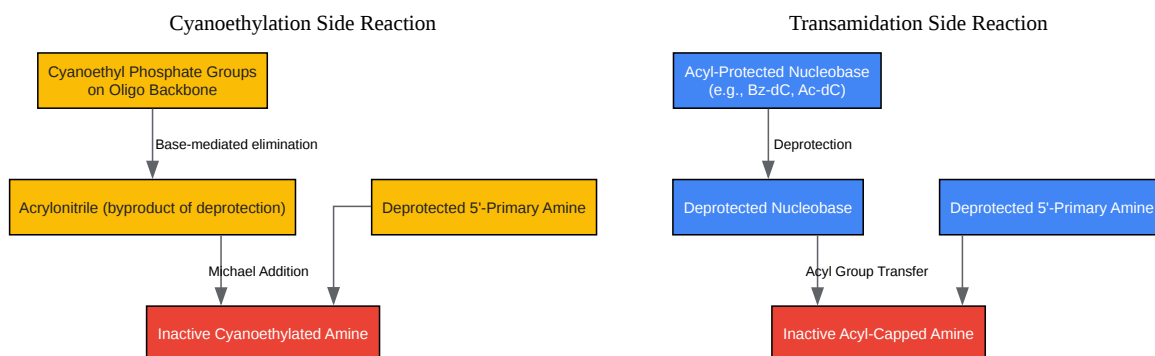 Cyanoethylation Side Reaction
Cyanoethyl Phosphate Groups
on Oligo Backbone
Base-mediated elimination
Acrylonitrile (byproduct of deprotection)
Deprotected 5'-Primary Amine
Michael Addition
Inactive Cyanoethylated Amine
Transamidation Side Reaction
Acyl-Protected Nucleobase
(e.g., Bz-dC, Ac-dC)
Deprotection
Deprotected Nucleobase
Deprotected 5'-Primary Amine
Acyl Group Transfer
Inactive Acyl-Capped Amine